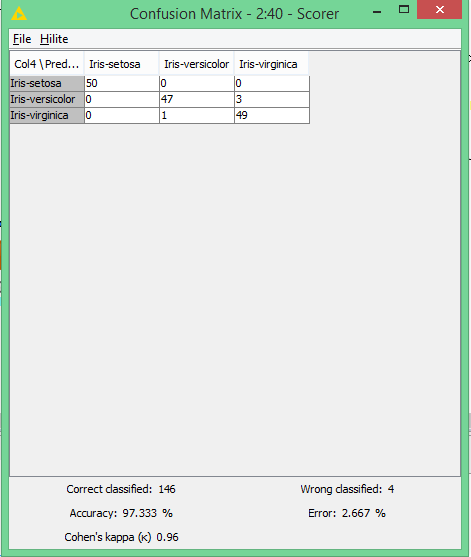 Confusion Matrix - 2:40 - Scorer
File Hilite
Col4 \ Pred... Iris-setosa Iris-versicolor Iris-virginica
Iris-setosa 50 0 0
Iris-versicolor 0 47 3
Iris-virginica 0 1 49
Correct classified: 146 Wrong classified: 4
Accuracy: 97.333 % Error: 2.667 %
Cohen's kappa (κ) 0.96